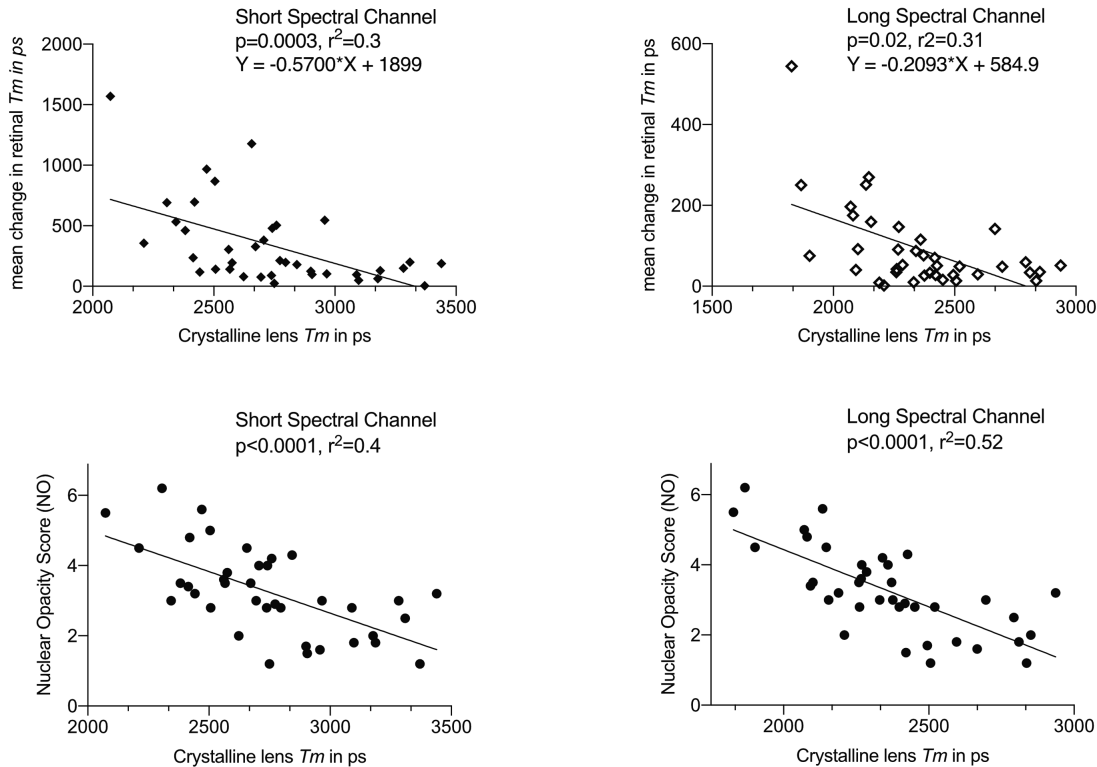 Short Spectral Channel
p=0.0003, r²=0.3
Y = -0.5700*X + 1899
mean change in retinal Tm in ps
2000
1500
1000
500
0
2000 2500 3000 3500
Crystalline lens Tm in ps
Long Spectral Channel
p=0.02, r2=0.31
Y = -0.2093*X + 584.9
mean change in retinal Tm in ps
600
400
200
0
1500 2000 2500 3000
Crystalline lens Tm in ps
Short Spectral Channel
p<0.0001, r²=0.4
Nuclear Opacity Score (NO)
6
4
2
0
2000 2500 3000 3500
Crystalline lens Tm in ps
Long Spectral Channel
p<0.0001, r²=0.52
Nuclear Opacity Score (NO)
6
4
2
0
2000 2500 3000
Crystalline lens Tm in ps